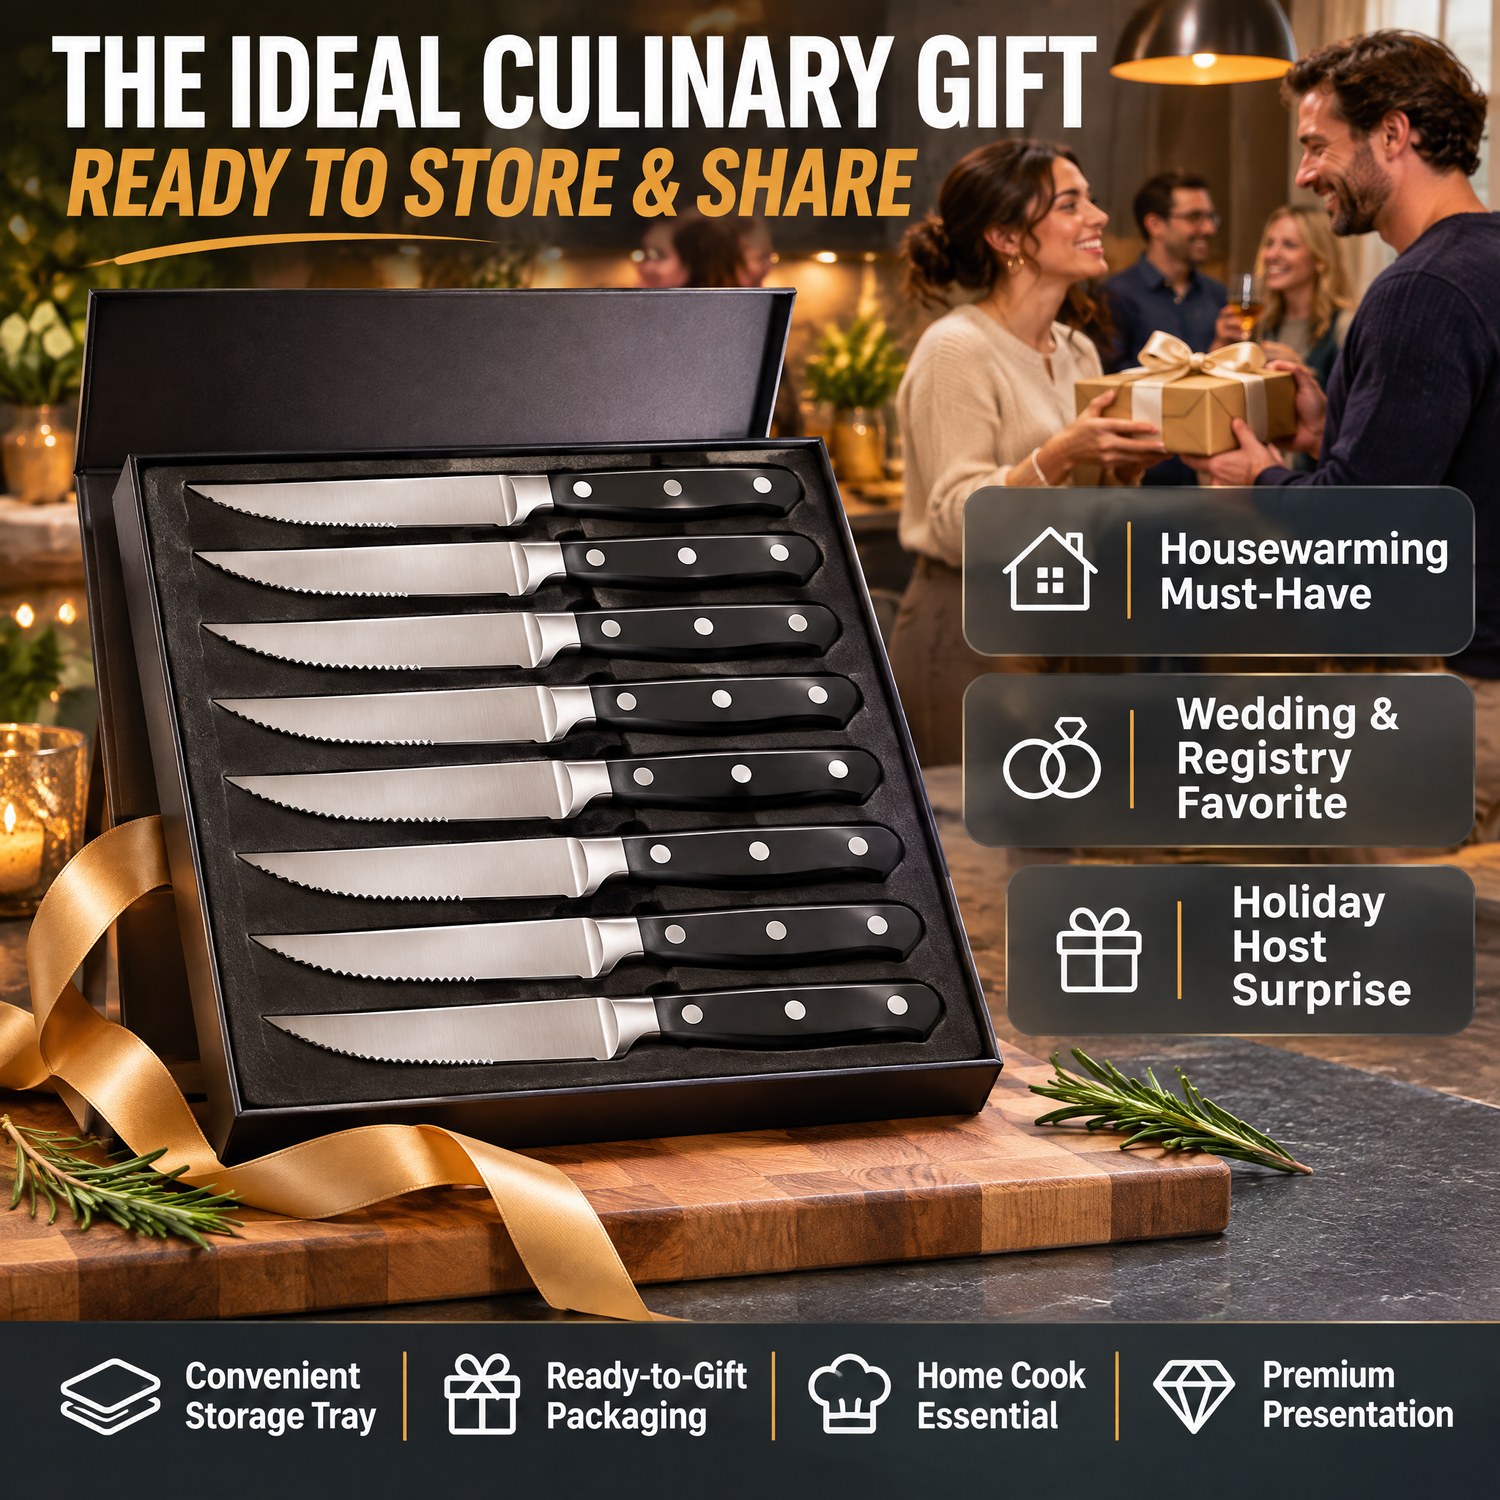 THE IDEAL CULINARY GIFT
READY TO STORE & SHARE
Housewarming
Must-Have
Wedding &
Registry
Favorite
Holiday
Host
Surprise
Convenient
Storage Tray
Ready-to-Gift
Packaging
Home Cook
Essential
Premium
Presentation